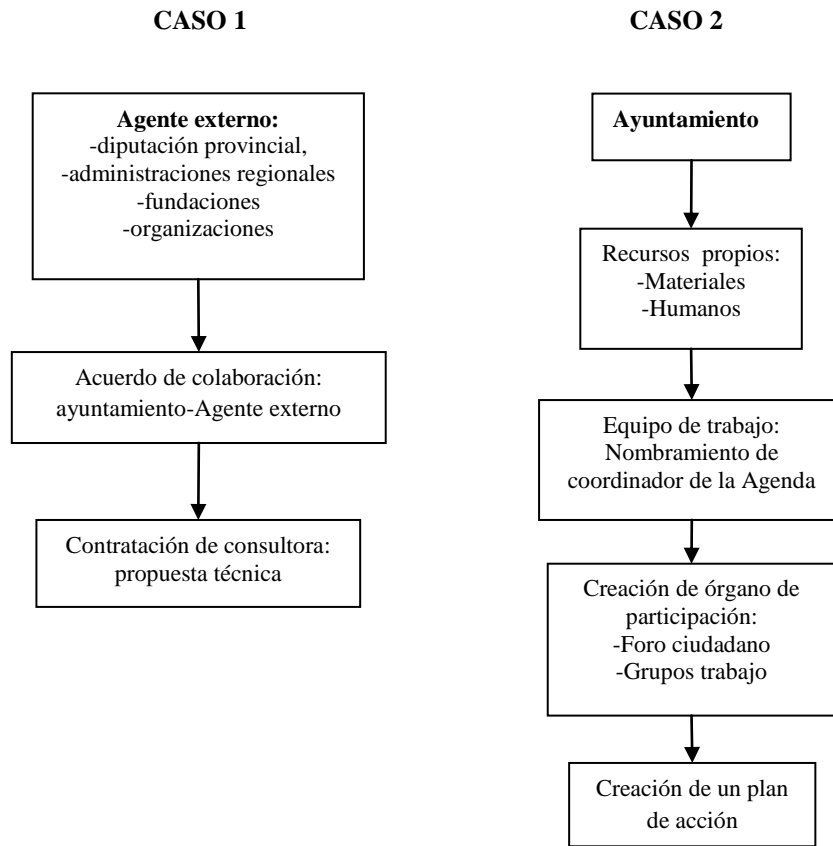 CASO 1
Agente externo:
-diputación provincial,
-administraciones regionales
-fundaciones
-organizaciones
Acuerdo de colaboración:
ayuntamiento-Agente externo
Contratación de consultora:
propuesta técnica
CASO 2
Ayuntamiento
Recursos propios:
-Materiales
-Humanos
Equipo de trabajo:
Nombramiento de
coordinador de la Agenda
Creación de órgano de
participación:
-Foro ciudadano
-Grupos trabajo
Creación de un plan
de acción